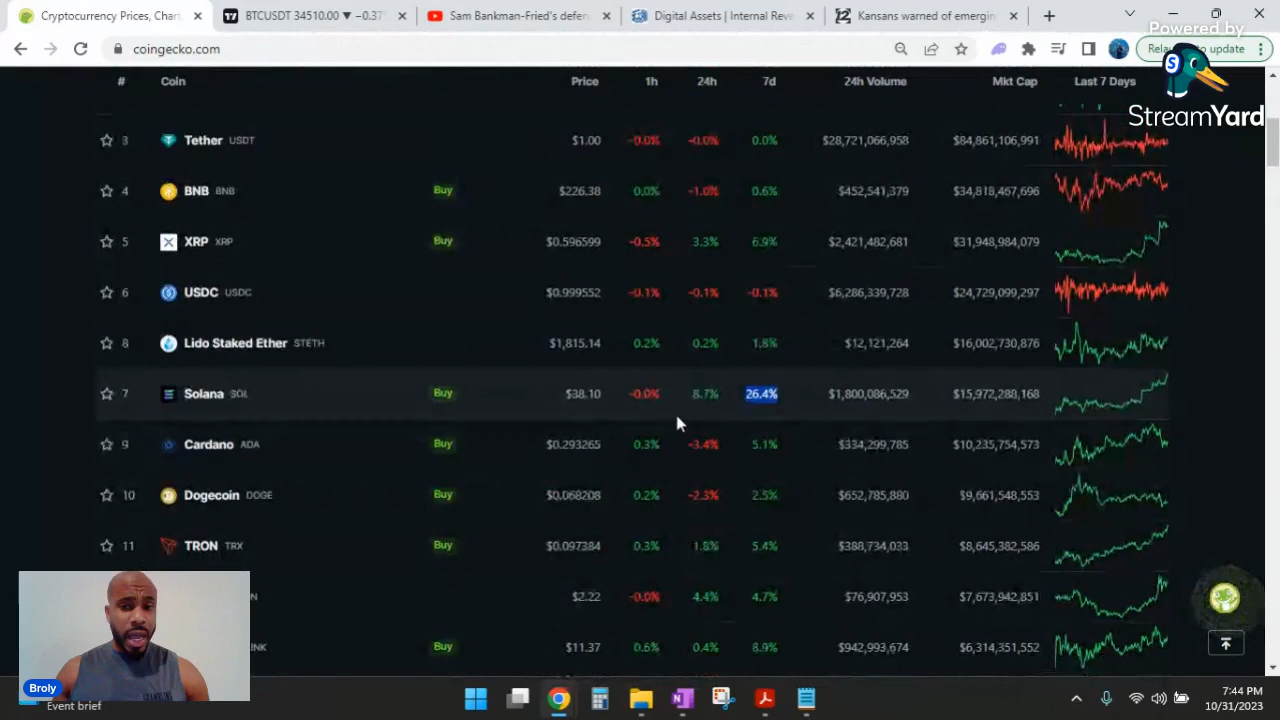 Cryptocurrency Prices, Chart
BTCUSDT 34510.00 ▼ −0.37%
Sam Bankman-Fried's defen
Digital Assets | Internal Reve
Kansans warned of emerging
Powered by
coingecko.com
StreamYard
# Coin Price 1h 24h 7d 24h Volume Mkt Cap Last 7 Days
3 Tether USDT $1.00 -0.0% -0.0% 0.0% $28,721,066,958 $84,861,106,991
4 BNB BNB Buy $226.38 0.0% -1.0% 0.6% $452,541,379 $34,818,467,696
5 XRP XRP Buy $0.596599 -0.5% 3.3% 6.9% $2,421,482,681 $31,948,984,079
6 USDC USDC $0.999552 -0.1% -0.1% -0.1% $6,286,339,728 $24,729,099,297
8 Lido Staked Ether STETH $1,815.14 0.2% 0.2% 1.8% $12,121,264 $16,002,730,876
7 Solana SOL Buy $38.10 -0.0% 8.7% 26.4% $1,800,086,529 $15,972,288,168
9 Cardano ADA Buy $0.293265 0.3% -3.4% 5.1% $334,299,785 $10,235,754,573
10 Dogecoin DOGE Buy $0.068208 0.2% -2.3% 2.5% $652,785,880 $9,661,548,553
11 TRON TRX Buy $0.097384 0.3% 1.8% 5.4% $388,734,033 $8,645,382,586
$2.22 -0.0% 4.4% 4.7% $76,907,953 $7,673,942,851
INK Buy $11.37 0.6% 0.4% 8.9% $942,993,674 $6,314,351,552
Broly
Event brief
7:44 PM
10/31/2023